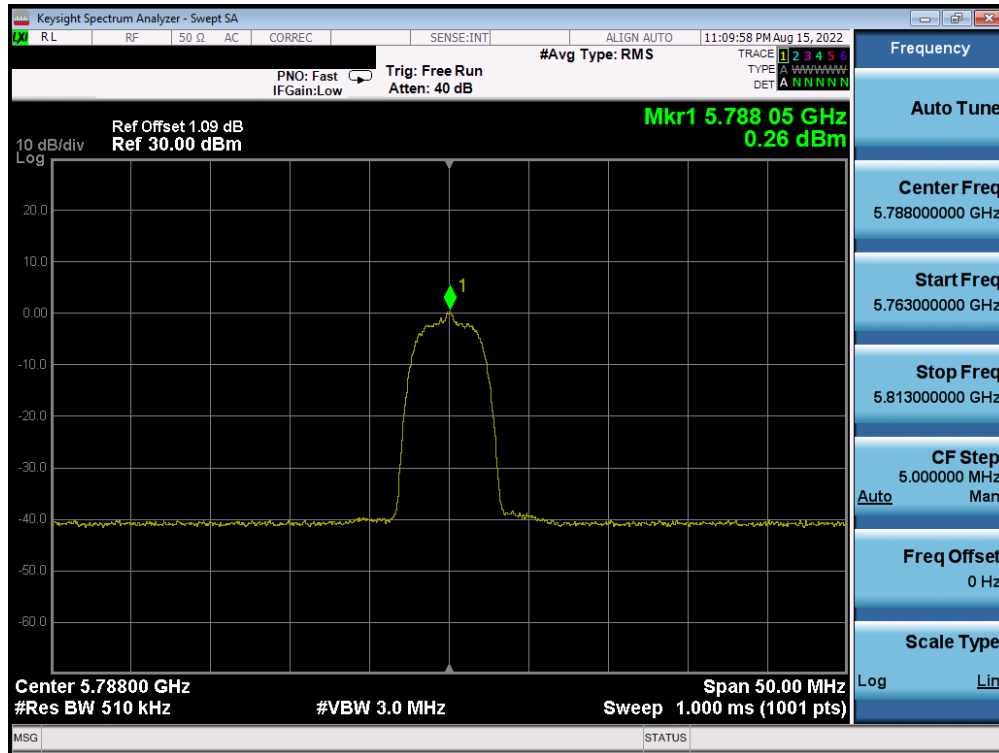 Keysight Spectrum Analyzer - Swept SA
LXI RL RF 50 Ω AC CORREC SENSE:INT ALIGN AUTO 11:09:58 PM Aug 15, 2022
#Avg Type: RMS
TRACE 1 2 3 4 5 6
PNO: Fast Trig: Free Run
TYPE A WWWWW
IFGain:Low Atten: 40 dB
DET A N N N N N
Mkr1 5.788 05 GHz
0.26 dBm
Ref Offset 1.09 dB
10 dB/div Ref 30.00 dBm
Log
20.0
10.0
1
0.00
-10.0
-20.0
-30.0
-40.0
-50.0
-60.0
Center 5.78800 GHz Span 50.00 MHz
#Res BW 510 kHz #VBW 3.0 MHz Sweep 1.000 ms (1001 pts)
MSG STATUS
Frequency
Auto Tune
Center Freq
5.788000000 GHz
Start Freq
5.763000000 GHz
Stop Freq
5.813000000 GHz
CF Step
5.000000 MHz
Auto Man
Freq Offset
0 Hz
Scale Type
Log Lin